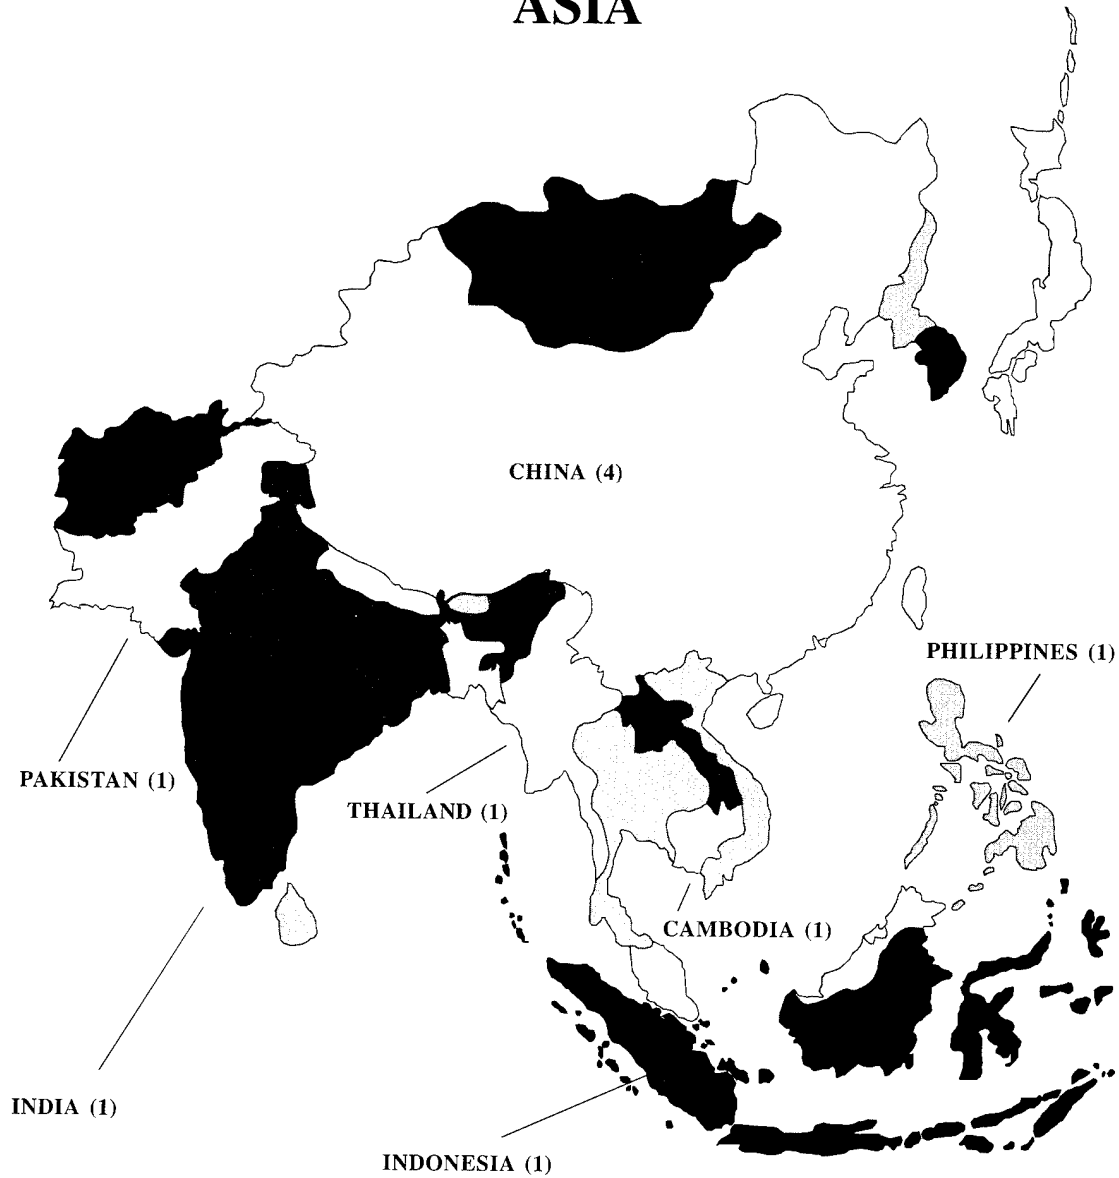 ASIA
CHINA (4)
PHILIPPINES (1)
PAKISTAN (1)
THAILAND (1)
CAMBODIA (1)
INDIA (1)
INDONESIA (1)